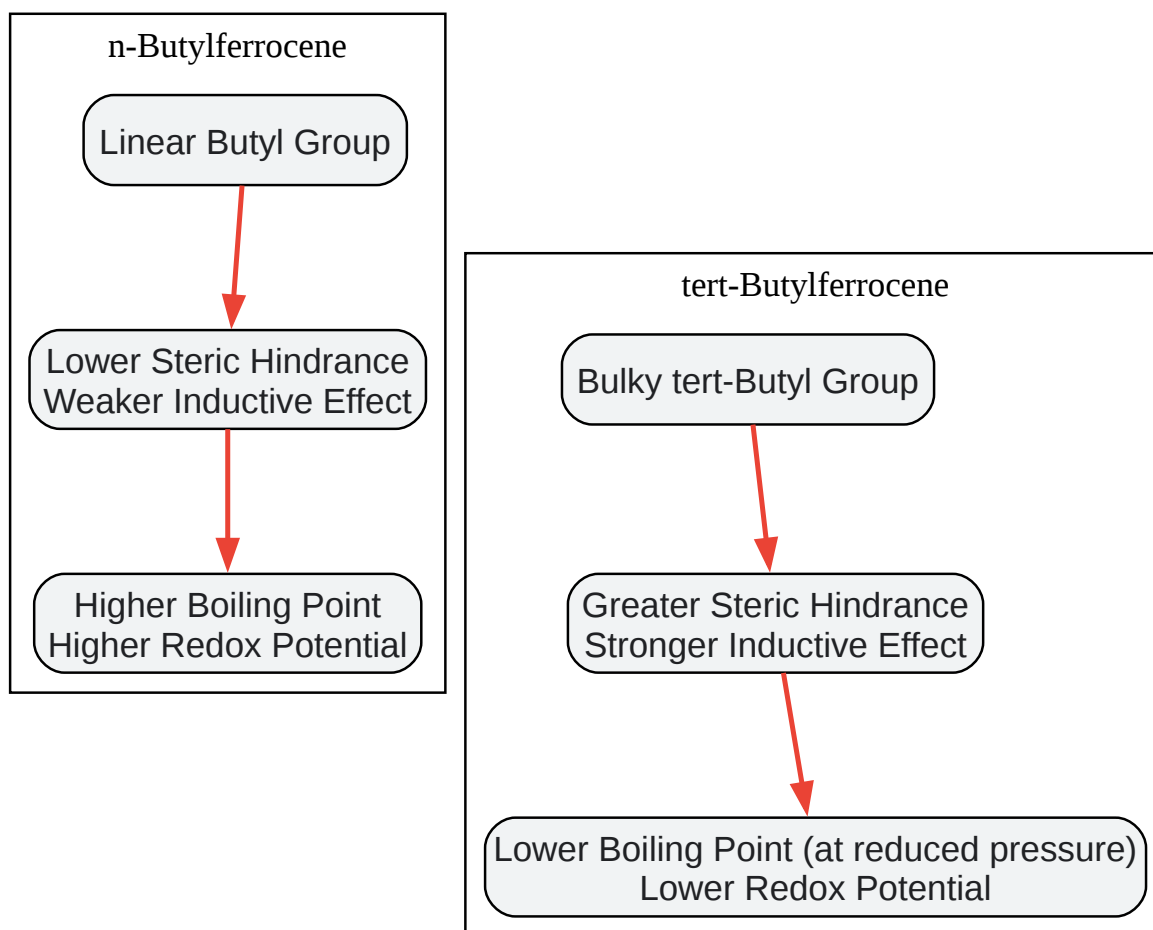 n-Butylferrocene
Linear Butyl Group
Lower Steric Hindrance
Weaker Inductive Effect
Higher Boiling Point
Higher Redox Potential
tert-Butylferrocene
Bulky tert-Butyl Group
Greater Steric Hindrance
Stronger Inductive Effect
Lower Boiling Point (at reduced pressure)
Lower Redox Potential